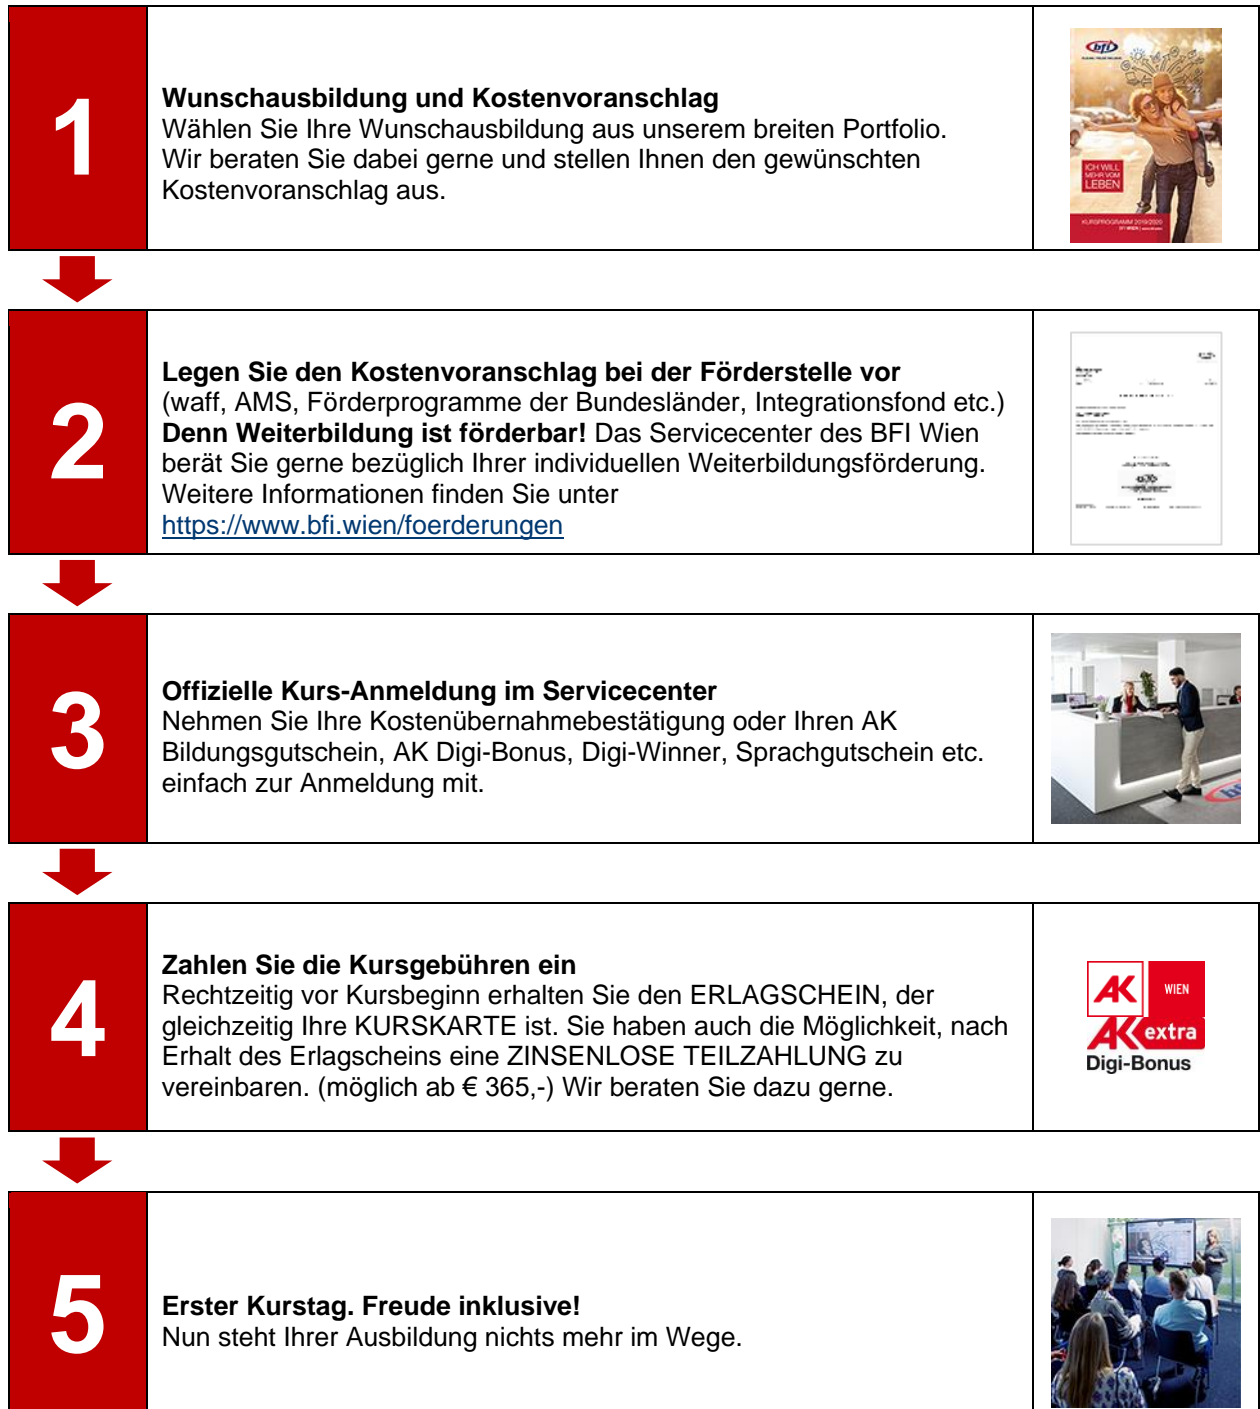 1
Wunschausbildung und Kostenvoranschlag
Wählen Sie Ihre Wunschausbildung aus unserem breiten Portfolio.
Wir beraten Sie dabei gerne und stellen Ihnen den gewünschten
Kostenvoranschlag aus.
bfi
ICH WILL
MEHR VOM
LEBEN
KURSPROGRAMM 2019/2020
2
Legen Sie den Kostenvoranschlag bei der Förderstelle vor
(waff, AMS, Förderprogramme der Bundesländer, Integrationsfond etc.)
Denn Weiterbildung ist förderbar! Das Servicecenter des BFI Wien
berät Sie gerne bezüglich Ihrer individuellen Weiterbildungsförderung.
Weitere Informationen finden Sie unter
https://www.bfi.wien/foerderungen
3
Offizielle Kurs-Anmeldung im Servicecenter
Nehmen Sie Ihre Kostenübernahmebestätigung oder Ihren AK
Bildungsgutschein, AK Digi-Bonus, Digi-Winner, Sprachgutschein etc.
einfach zur Anmeldung mit.
4
Zahlen Sie die Kursgebühren ein
Rechtzeitig vor Kursbeginn erhalten Sie den ERLAGSCHEIN, der
gleichzeitig Ihre KURSKARTE ist. Sie haben auch die Möglichkeit, nach
Erhalt des Erlagscheins eine ZINSENLOSE TEILZAHLUNG zu
vereinbaren. (möglich ab € 365,-) Wir beraten Sie dazu gerne.
AK WIEN
AK extra
Digi-Bonus
5
Erster Kurstag. Freude inklusive!
Nun steht Ihrer Ausbildung nichts mehr im Wege.